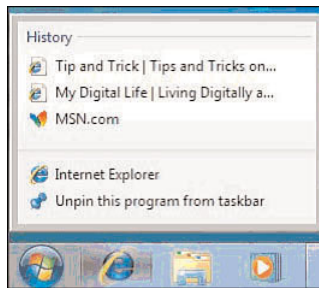 History
Tip and Trick | Tips and Tricks on...
My Digital Life | Living Digitally a...
MSN.com
Internet Explorer
Unpin this program from taskbar